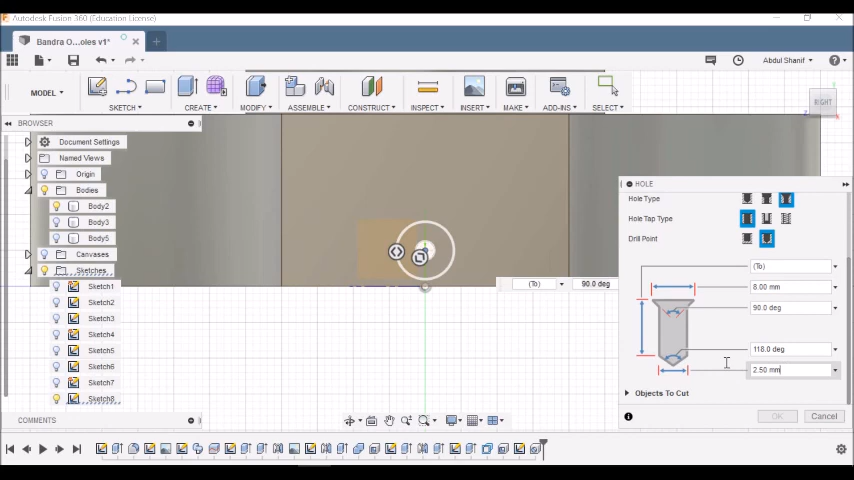 Autodesk Fusion 360 (Education License)
Bandra O...oles v1*
Abdul Sharif
MODEL
SKETCH
CREATE
MODIFY
ASSEMBLE
CONSTRUCT
INSPECT
INSERT
MAKE
ADD-INS
SELECT
RIGHT
BROWSER
Document Settings
Named Views
Origin
Bodies
Body2
Body3
Body5
Canvases
Sketches
Sketch1
Sketch2
Sketch3
Sketch4
Sketch5
Sketch6
Sketch7
Sketch8
(To)
90.0 deg
HOLE
Hole Type
Hole Tap Type
Drill Point
(To)
8.00 mm
90.0 deg
118.0 deg
2.50 mm
Objects To Cut
OK
Cancel
COMMENTS